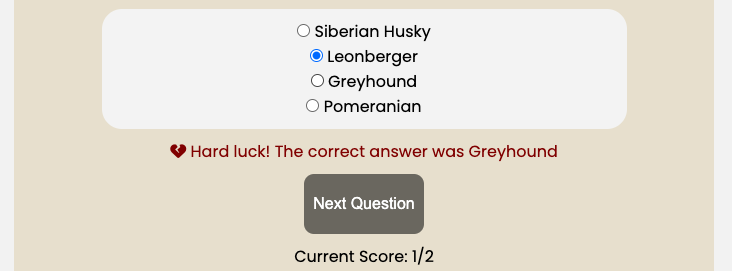 Siberian Husky
Leonberger
Greyhound
Pomeranian
Hard luck! The correct answer was Greyhound
Next Question
Current Score: 1/2